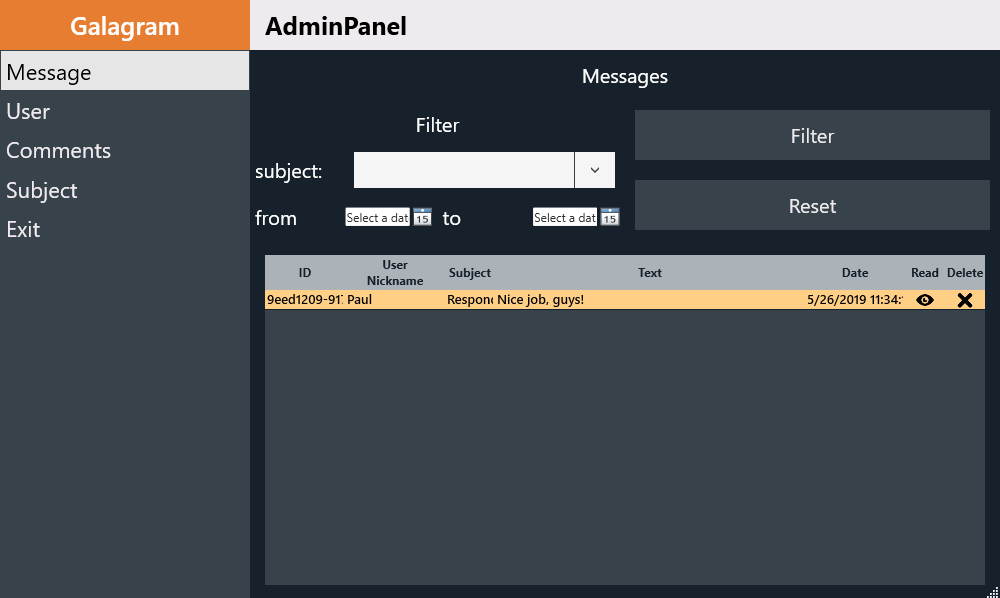 Galagram
AdminPanel
Message
User
Comments
Subject
Exit
Messages
Filter
subject:
from
Select a dat
15
to
Select a dat
15
Filter
Reset
ID
User
Nickname
Subject
Text
Date
Read
Delete
9eed1209-91
Paul
Respon
Nice job, guys!
5/26/2019 11:34: